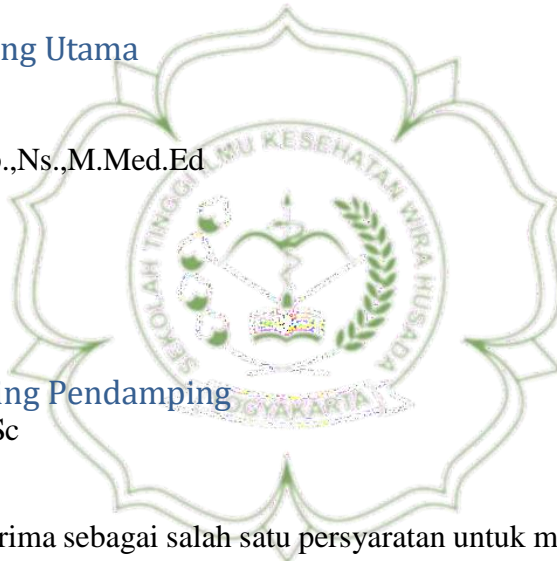 ng Utama
o.,Ns.,M.Med.Ed
SEKOLAH TINGGI ILMU KESEHATAN WIRA HUSADA
YOGYAKARTA
ing Pendamping
Sc
rima sebagai salah satu persyaratan untuk m